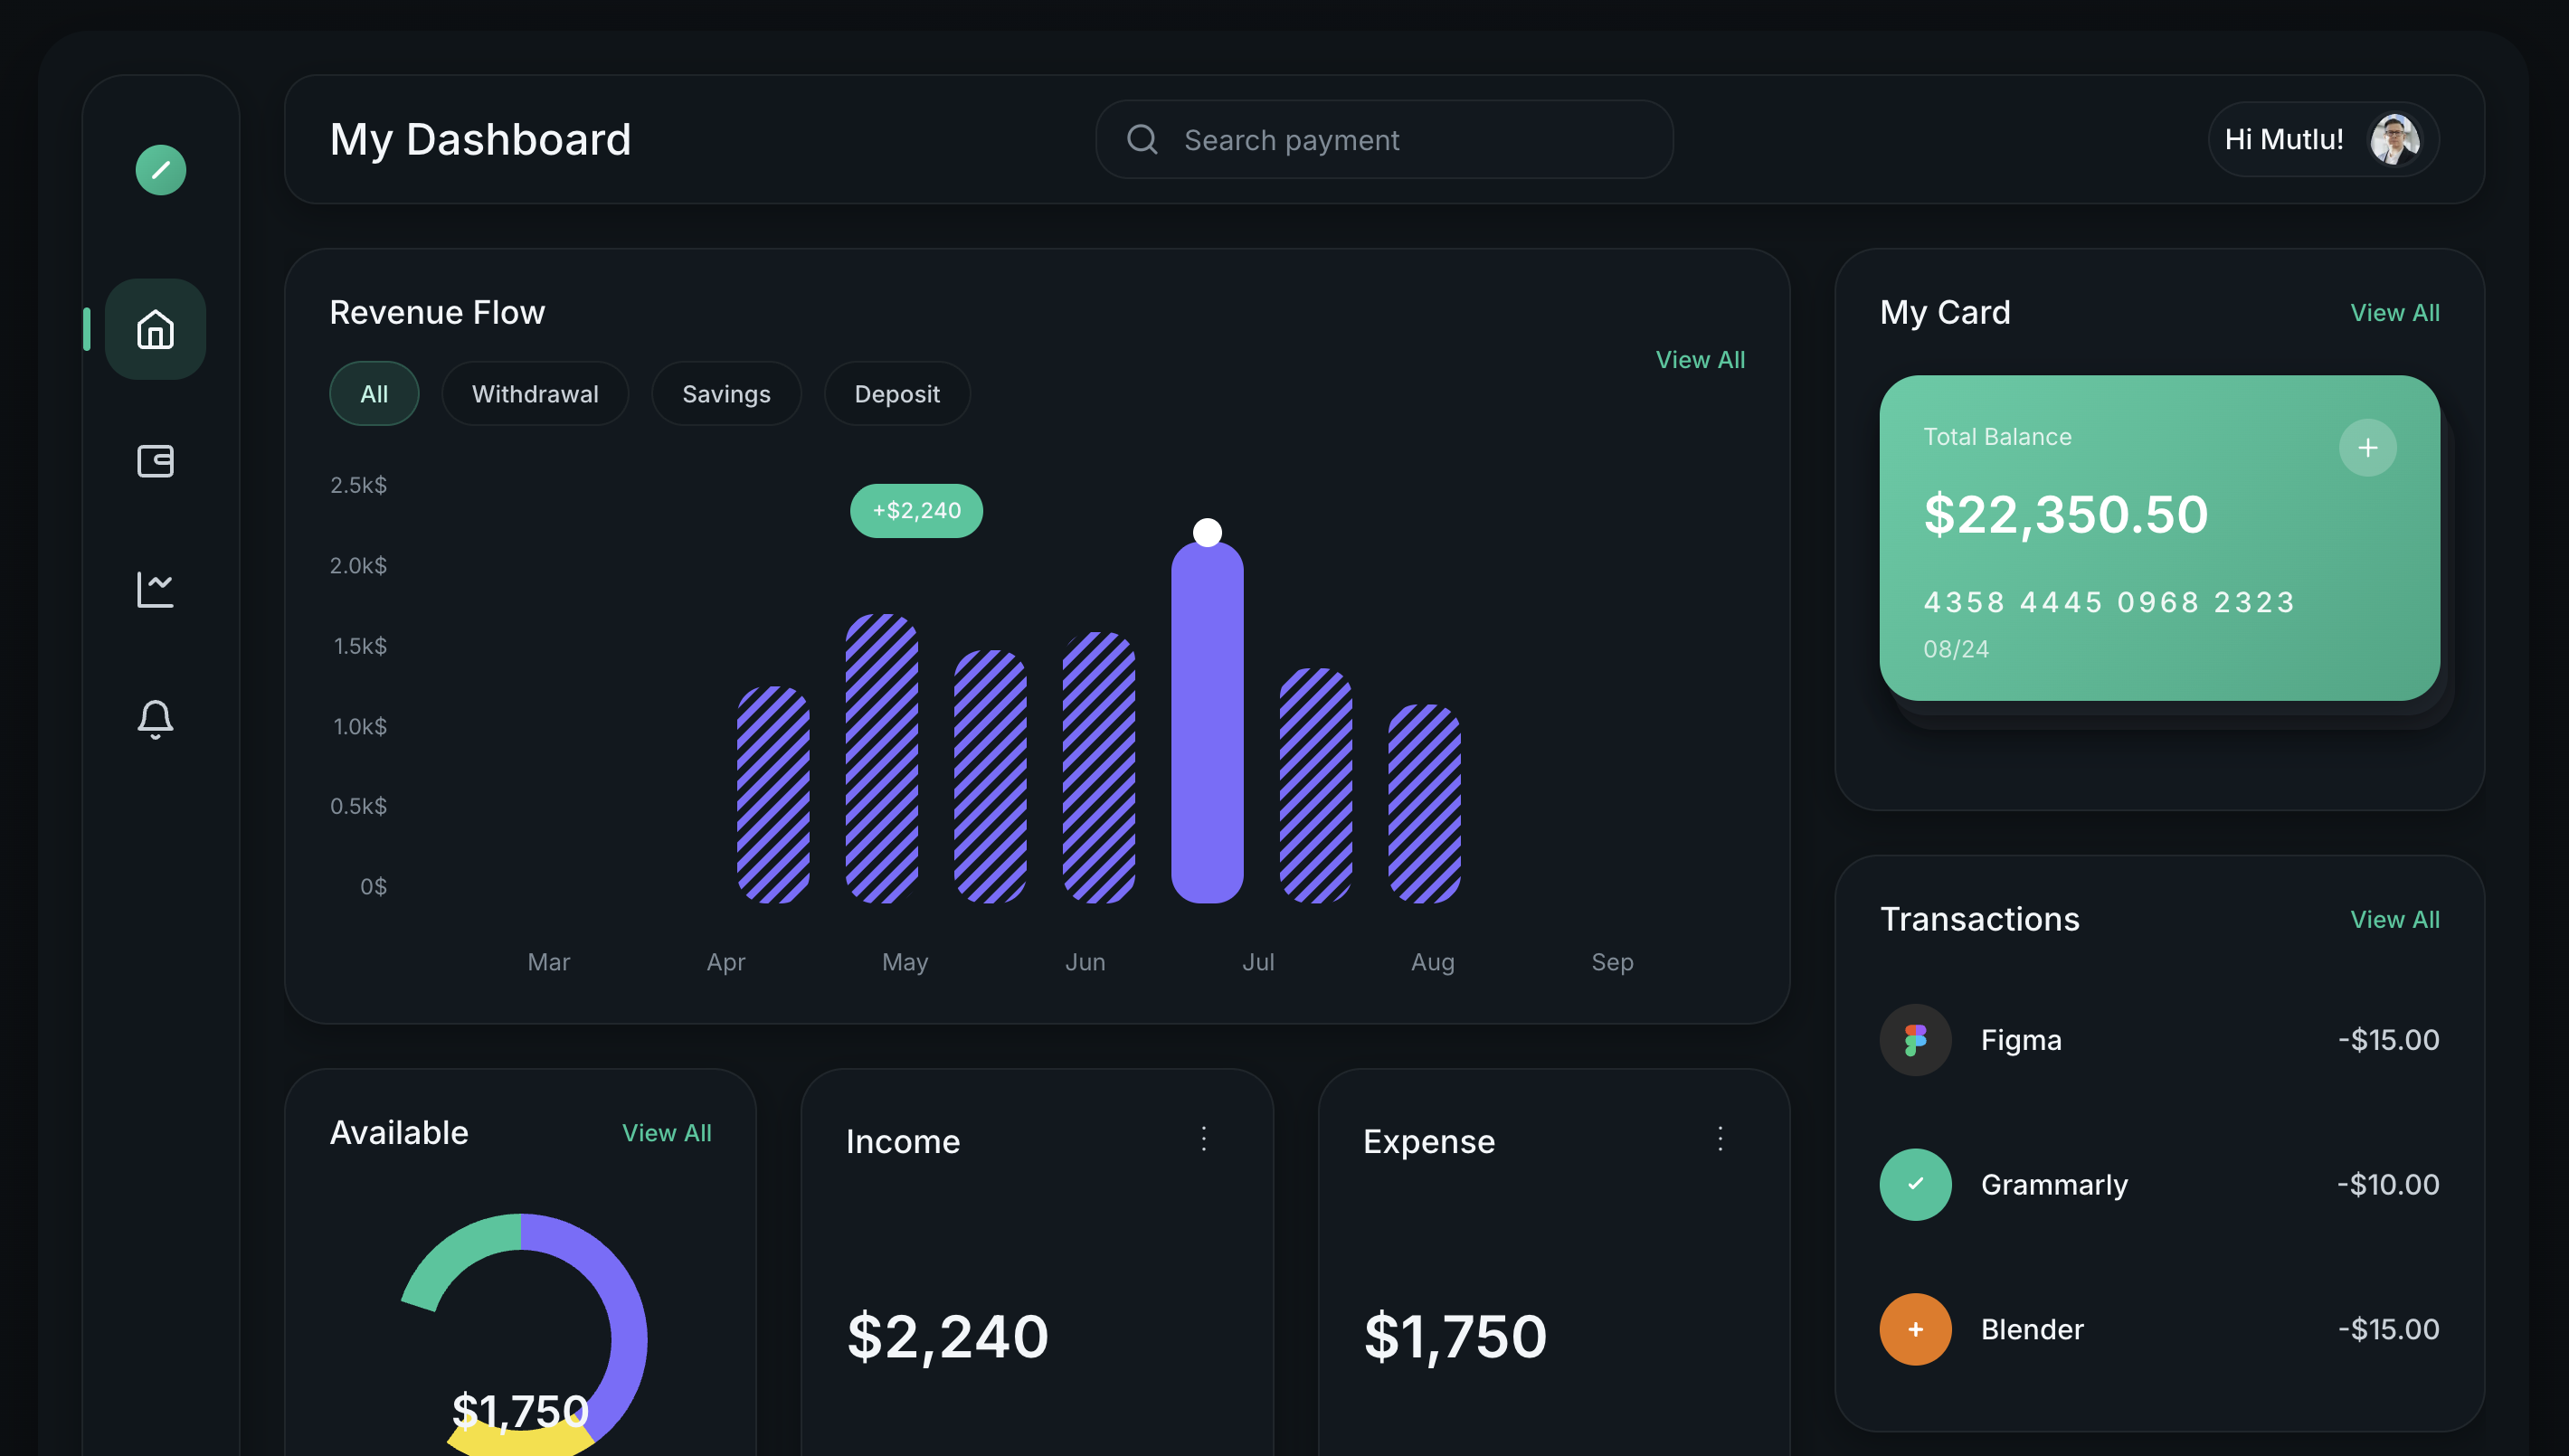 My Dashboard
Search payment
Hi Mutlu!
Revenue Flow
View All
All
Withdrawal
Savings
Deposit
2.5k$
2.0k$
1.5k$
1.0k$
0.5k$
0$
+$2,240
Mar
Apr
May
Jun
Jul
Aug
Sep
My Card
View All
Total Balance
$22,350.50
4358 4445 0968 2323
08/24
Transactions
View All
Figma
-$15.00
Grammarly
-$10.00
Blender
-$15.00
Available
View All
$1,750
Income
$2,240
Expense
$1,750